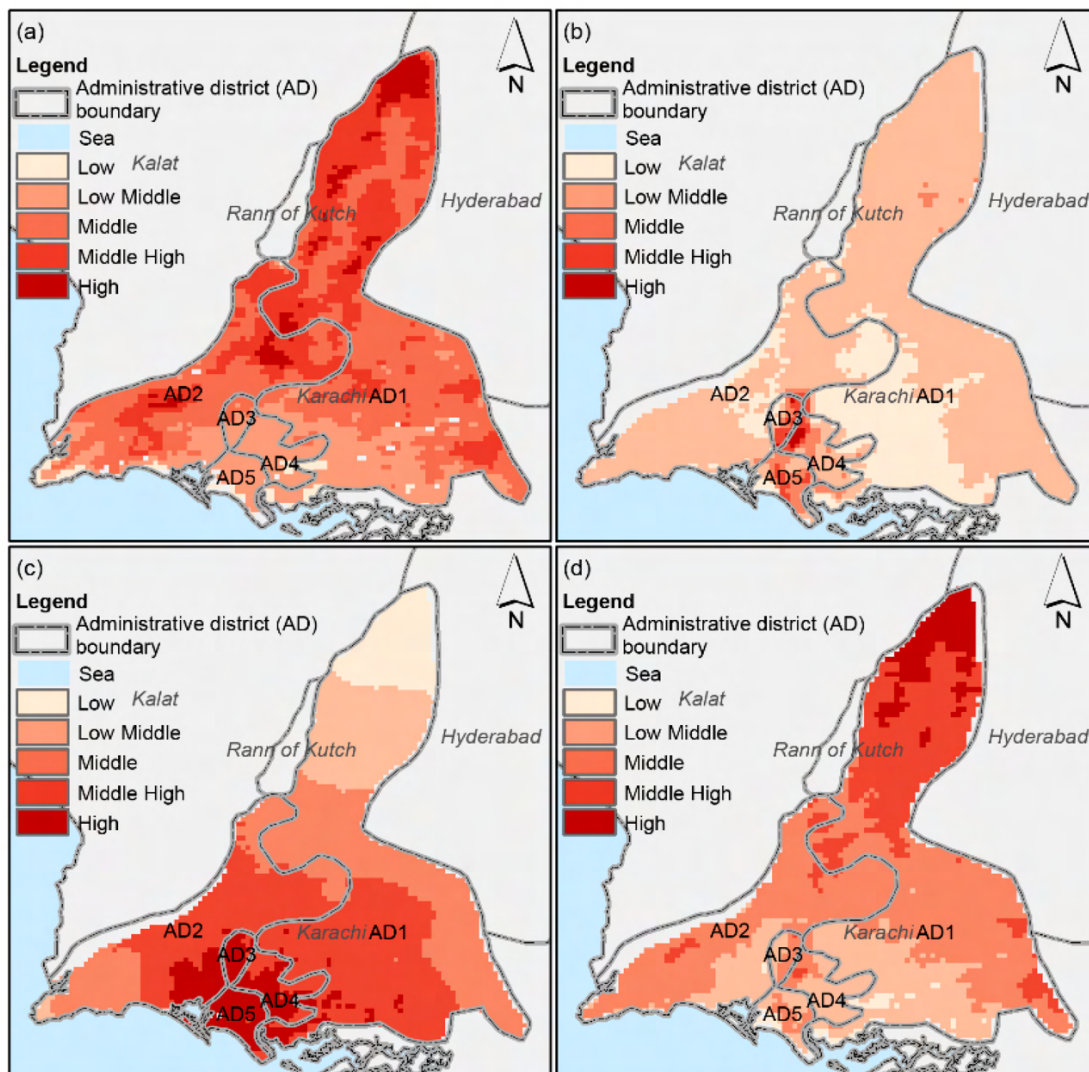 (a)
Legend
Administrative district (AD)
boundary
Sea
Low
Kalat
Low Middle
Rann of Kutch
Hyderabad
Middle
Middle High
High
N
AD2
Karachi
AD1
AD3
AD4
AD5
(b)
Legend
Administrative district (AD)
boundary
Sea
Low
Kalat
Low Middle
Rann of Kutch
Hyderabad
Middle
Middle High
High
N
AD2
Karachi
AD1
AD3
AD4
AD5
(c)
Legend
Administrative district (AD)
boundary
Sea
Low
Kalat
Low Middle
Rann of Kutch
Hyderabad
Middle
Middle High
High
N
AD2
Karachi
AD1
AD3
AD4
AD5
(d)
Legend
Administrative district (AD)
boundary
Sea
Low
Kalat
Low Middle
Rann of Kutch
Hyderabad
Middle
Middle High
High
N
AD2
Karachi
AD1
AD3
AD4
AD5